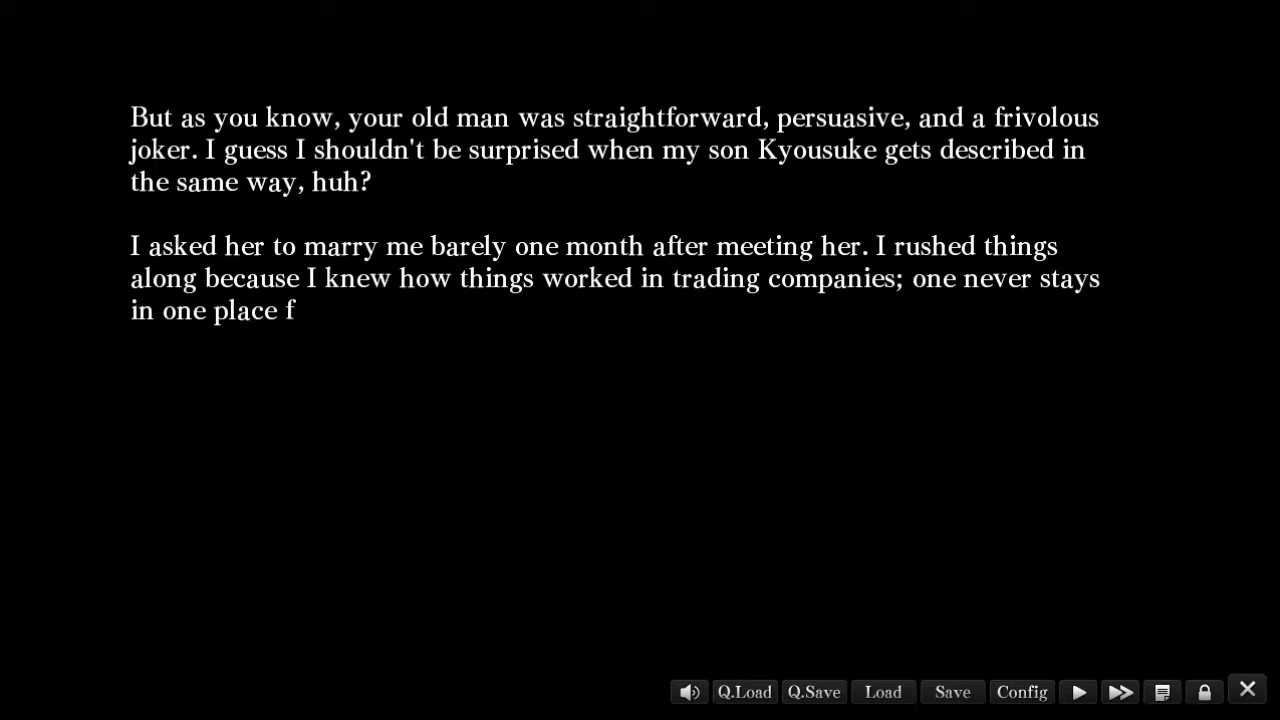 But as you know, your old man was straightforward, persuasive, and a frivolous
joker. I guess I shouldn't be surprised when my son Kyousuke gets described in
the same way, huh?
I asked her to marry me barely one month after meeting her. I rushed things
along because I knew how things worked in trading companies; one never stays
in one place f
Q.Load Q.Save Load Save Config